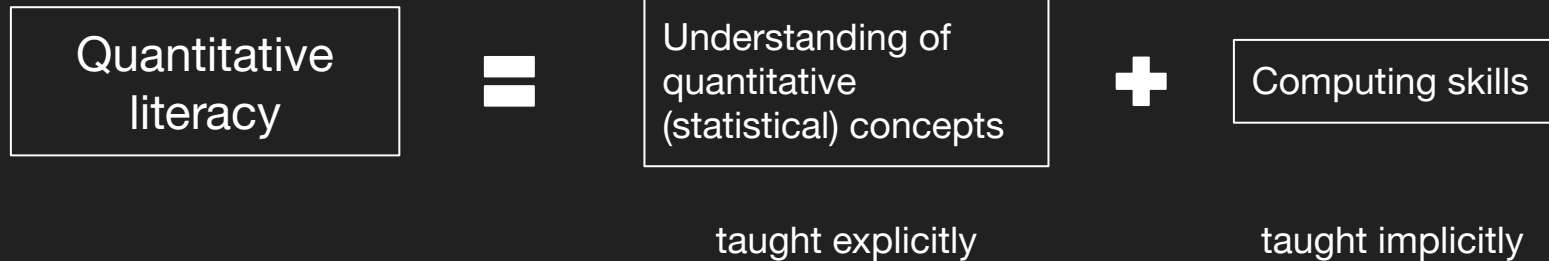 Quantitative
literacy
=
Understanding of
quantitative
(statistical) concepts
+
Computing skills
taught explicitly
taught implicitly